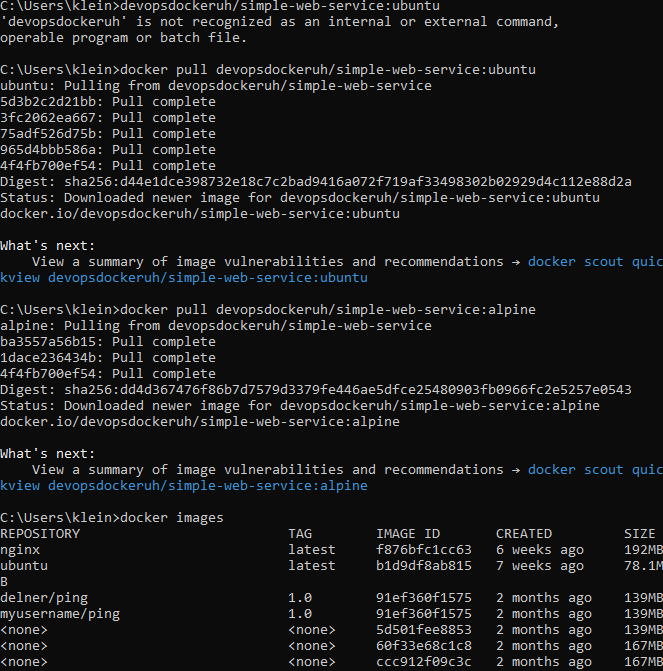 C:\Users\klein>devopsdockeruh/simple-web-service:ubuntu
'devopsdockeruh' is not recognized as an internal or external command,
operable program or batch file.
C:\Users\klein>docker pull devopsdockeruh/simple-web-service:ubuntu
ubuntu: Pulling from devopsdockeruh/simple-web-service
5d3b2c2d21bb: Pull complete
3fc2062ea667: Pull complete
75adf526d75b: Pull complete
965d4bbb586a: Pull complete
4f4fb700ef54: Pull complete
Digest: sha256:d44e1dce398732e18c7c2bad9416a072f719af33498302b02929d4c112e88d2a
Status: Downloaded newer image for devopsdockeruh/simple-web-service:ubuntu
docker.io/devopsdockeruh/simple-web-service:ubuntu
What's next:
    View a summary of image vulnerabilities and recommendations → docker scout quic
kview devopsdockeruh/simple-web-service:ubuntu
C:\Users\klein>docker pull devopsdockeruh/simple-web-service:alpine
alpine: Pulling from devopsdockeruh/simple-web-service
ba3557a56b15: Pull complete
1dace236434b: Pull complete
4f4fb700ef54: Pull complete
Digest: sha256:dd4d367476f86b7d7579d3379fe446ae5dfce25480903fb0966fc2e5257e0543
Status: Downloaded newer image for devopsdockeruh/simple-web-service:alpine
docker.io/devopsdockeruh/simple-web-service:alpine
What's next:
    View a summary of image vulnerabilities and recommendations → docker scout quic
kview devopsdockeruh/simple-web-service:alpine
C:\Users\klein>docker images
REPOSITORY                          TAG        IMAGE ID       CREATED         SIZE
nginx                               latest     f876bfc1cc63   6 weeks ago     192MB
ubuntu                              latest     b1d9df8ab815   7 weeks ago     78.1M
B
delner/ping                         1.0        91ef360f1575   2 months ago    139MB
myusername/ping                     1.0        91ef360f1575   2 months ago    139MB
<none>                              <none>     5d501fee8853   2 months ago    139MB
<none>                              <none>     60f33e68c1c8   2 months ago    167MB
<none>                              <none>     ccc912f09c3c   2 months ago    167MB